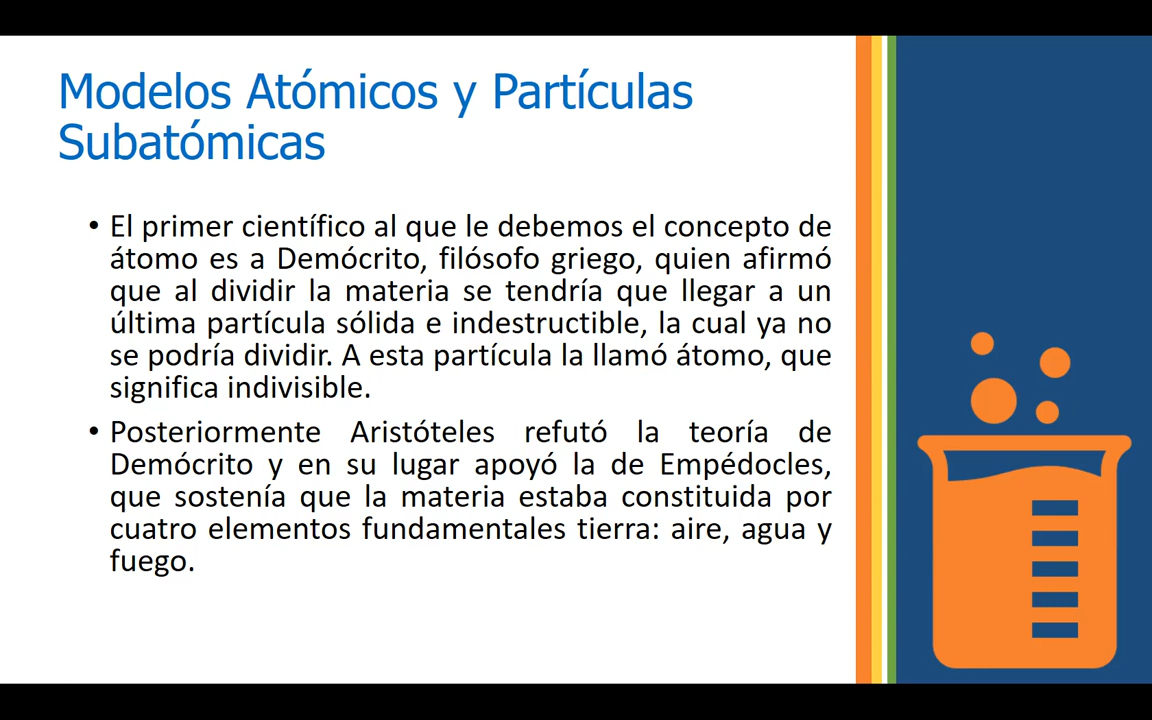 Modelos Atómicos y Partículas
Subatómicas
• El primer científico al que le debemos el concepto de
átomo es a Demócrito, filósofo griego, quien afirmó
que al dividir la materia se tendría que llegar a un
última partícula sólida e indestructible, la cual ya no
se podría dividir. A esta partícula la llamó átomo, que
significa indivisible.
• Posteriormente Aristóteles refutó la teoría de
Demócrito y en su lugar apoyó la de Empédocles,
que sostenía que la materia estaba constituida por
cuatro elementos fundamentales tierra: aire, agua y
fuego.